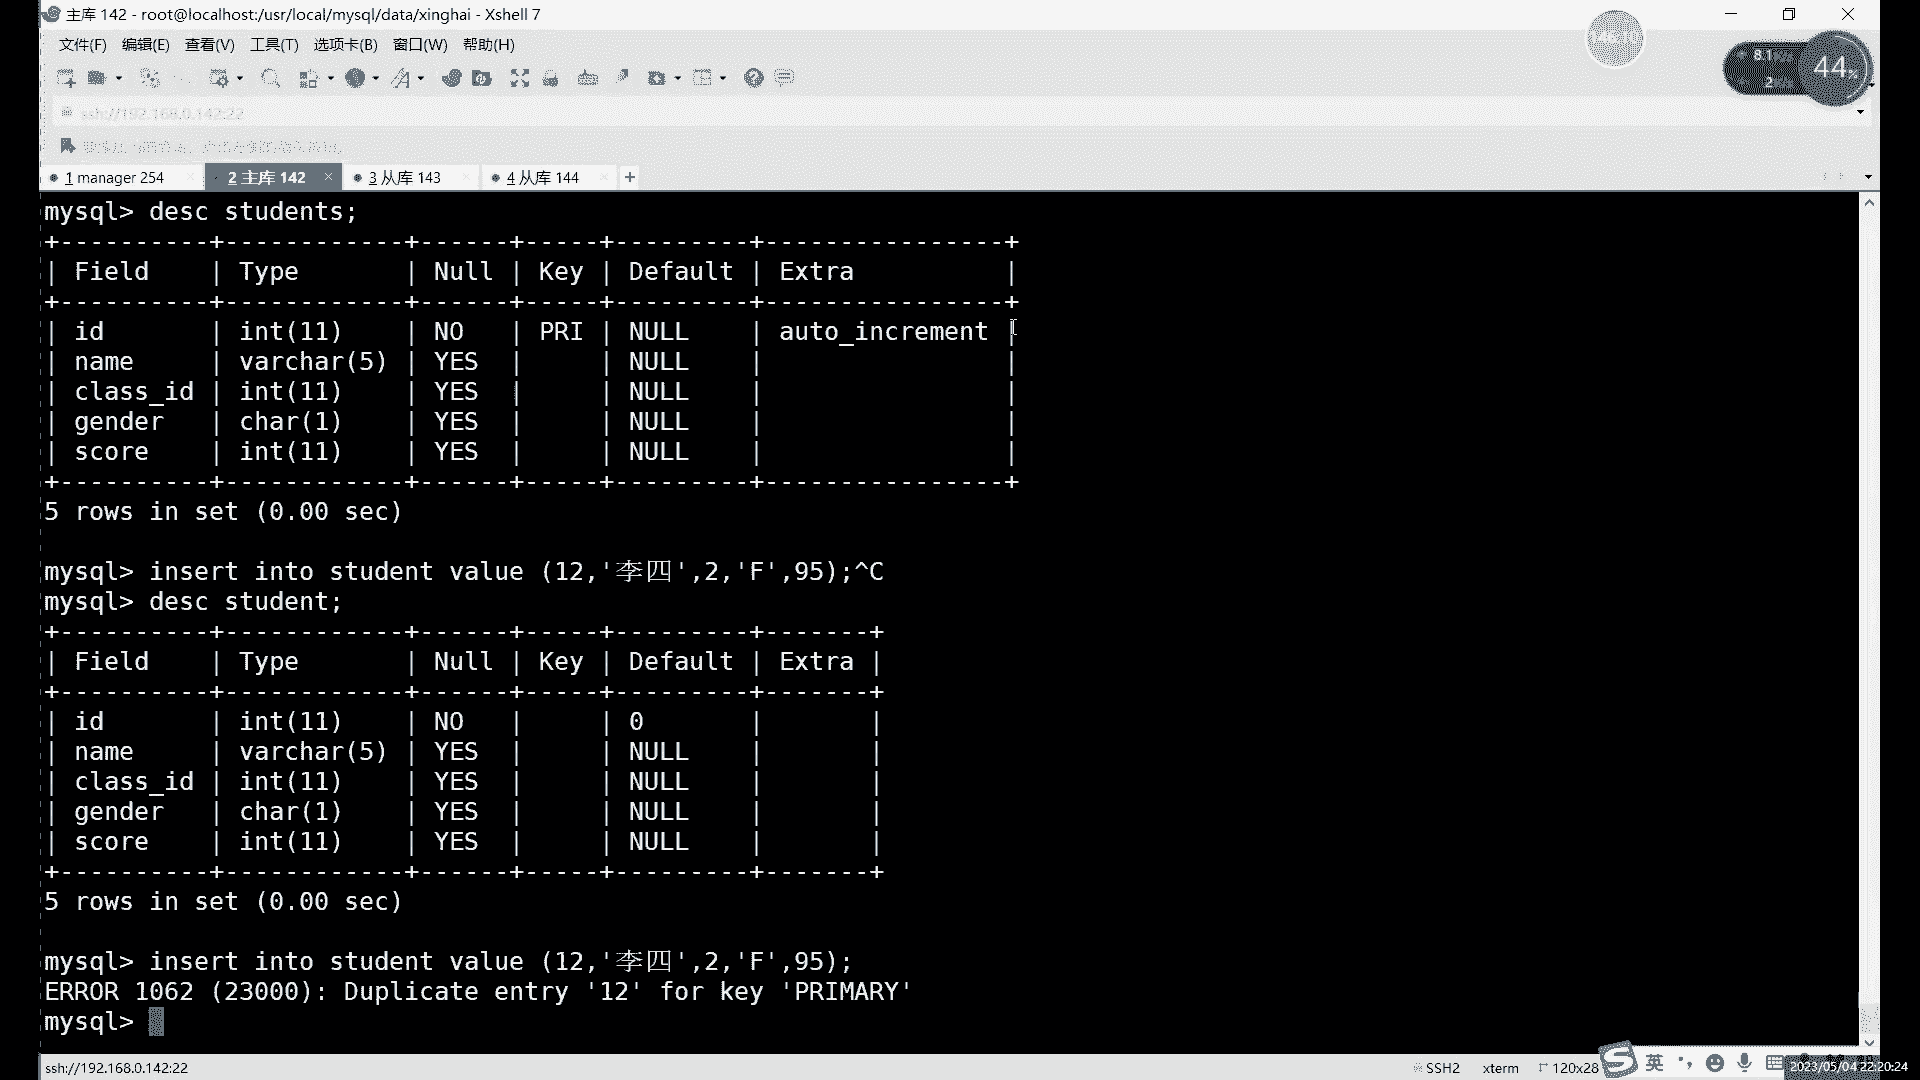 主库 142 - root@localhost:/usr/local/mysql/data/xinghai - Xshell 7
文件(F) 编辑(E) 查看(V) 工具(T) 选项卡(B) 窗口(W) 帮助(H)
44%
ssh://192.168.0.142:22
1 manager 254 2 主库 142 3 从库 143 4 从库 144
mysql> desc students;
+----------+------------+------+-----+---------+----------------+
| Field    | Type       | Null | Key | Default | Extra          |
+----------+------------+------+-----+---------+----------------+
| id       | int(11)    | NO   | PRI | NULL    | auto_increment |
| name     | varchar(5) | YES  |     | NULL    |                |
| class_id | int(11)    | YES  |     | NULL    |                |
| gender   | char(1)    | YES  |     | NULL    |                |
| score    | int(11)    | YES  |     | NULL    |                |
+----------+------------+------+-----+---------+----------------+
5 rows in set (0.00 sec)
mysql> insert into student value (12,'李四',2,'F',95);^C
mysql> desc student;
+----------+------------+------+-----+---------+-------+
| Field    | Type       | Null | Key | Default | Extra |
+----------+------------+------+-----+---------+-------+
| id       | int(11)    | NO   |     | 0       |       |
| name     | varchar(5) | YES  |     | NULL    |       |
| class_id | int(11)    | YES  |     | NULL    |       |
| gender   | char(1)    | YES  |     | NULL    |       |
| score    | int(11)    | YES  |     | NULL    |       |
+----------+------------+------+-----+---------+-------+
5 rows in set (0.00 sec)
mysql> insert into student value (12,'李四',2,'F',95);
ERROR 1062 (23000): Duplicate entry '12' for key 'PRIMARY'
mysql>
ssh://192.168.0.142:22 SSH2 xterm 120x28 英 2023/05/04 22:20:24